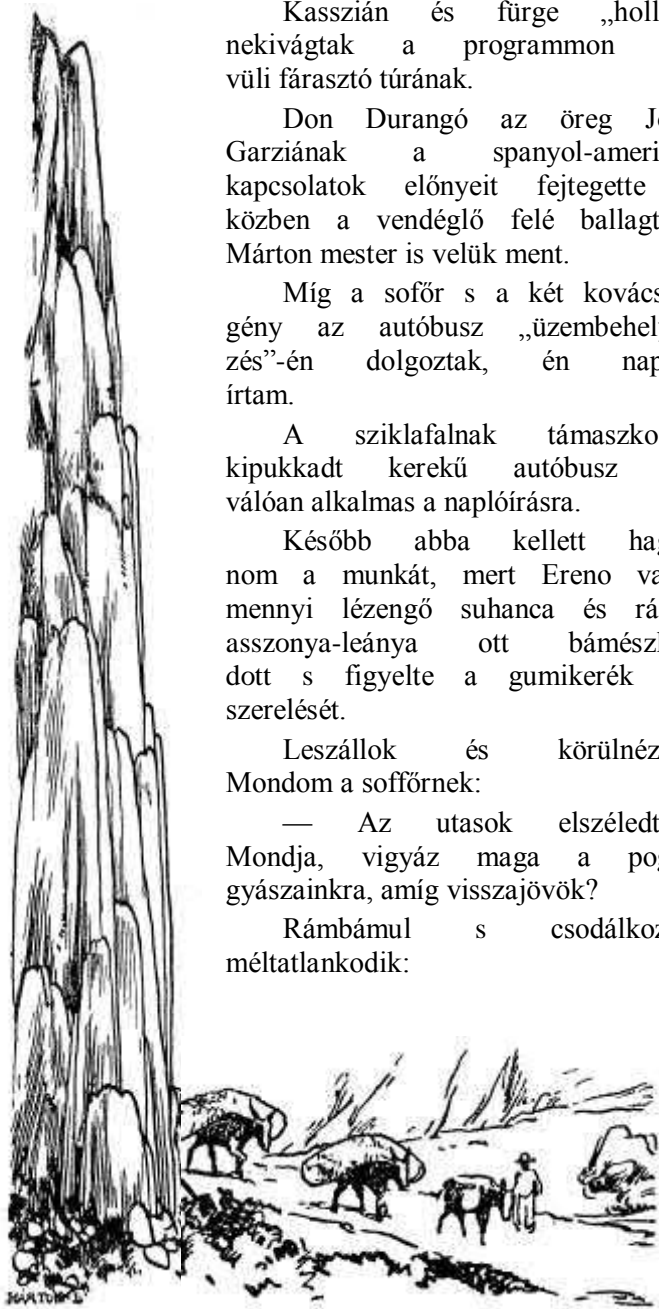 Kasszián és fürge „holl
nekivágtak a programmon
vüli fárasztó túrának.
Don Durangó az öreg Jo
Garziának a spanyol-ameri
kapcsolatok előnyeit fejtegette
közben a vendéglő felé ballagt
Márton mester is velük ment.
Míg a sofőr s a két kovács
gény az autóbusz „üzembehely
zés”-én dolgoztak, én nap
írtam.
A sziklafalnak támaszko
kipukkadt kerekű autóbusz
válóan alkalmas a naplóírásra.
Később abba kellett hag
nom a munkát, mert Ereno va
mennyi lézengő suhanca és rá
asszonya-leánya ott bámészk
dott s figyelte a gumikerék
szerelését.
Leszállok és körülnéz
Mondom a soffőrnek:
— Az utasok elszéledt
Mondja, vigyáz maga a pog
gyászainkra, amíg visszajövök?
Rámbámul s csodálkoz
méltatlankodik:
MÁRTON L